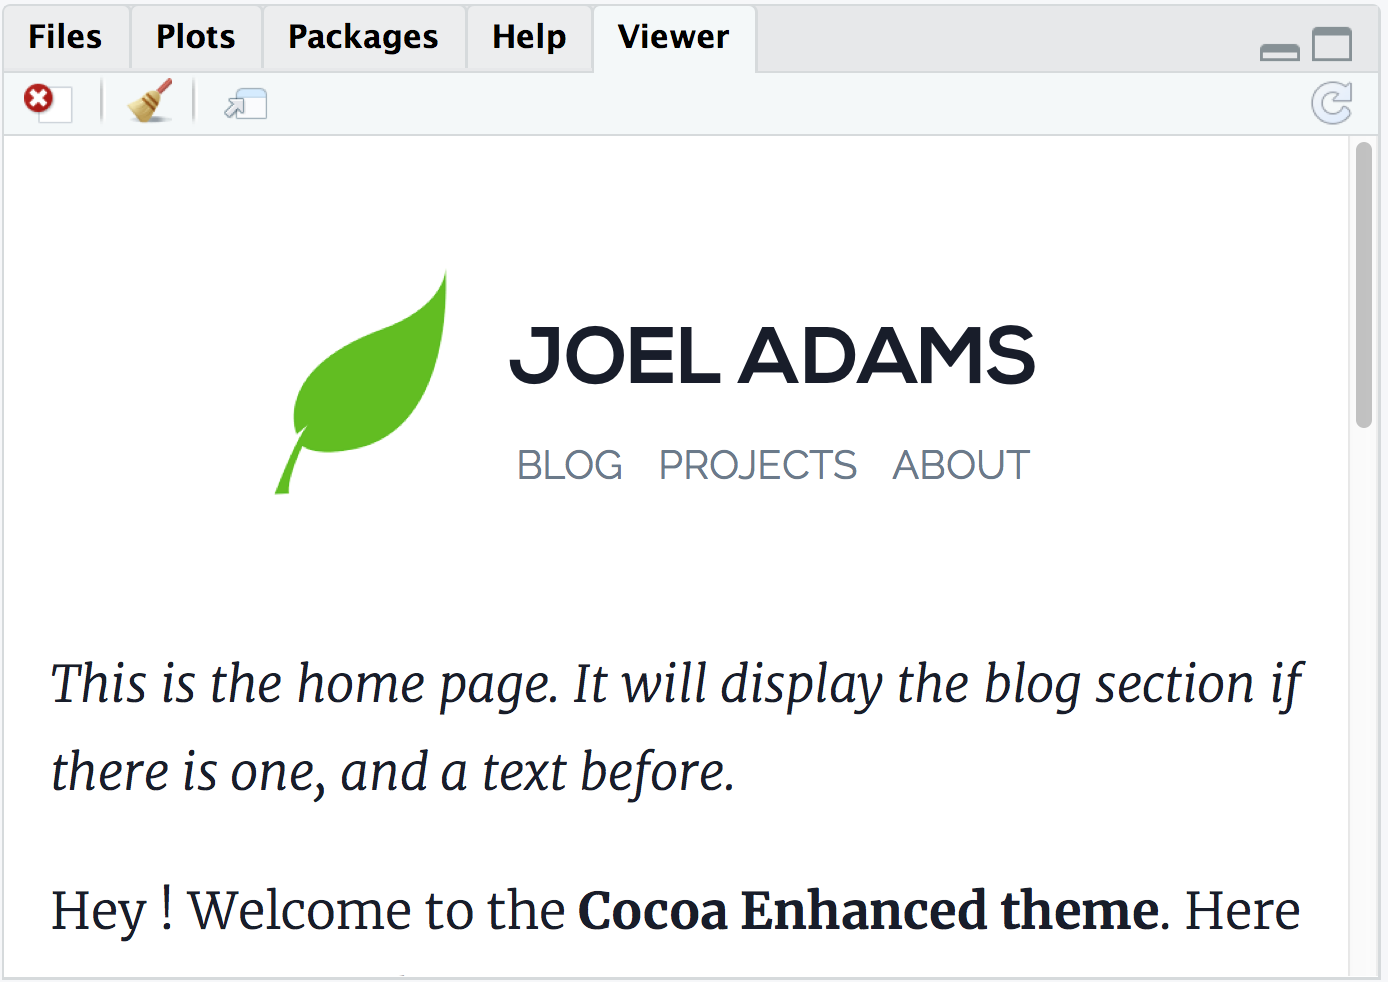 Files Plots Packages Help Viewer
JOEL ADAMS
BLOG PROJECTS ABOUT
This is the home page. It will display the blog section if
there is one, and a text before.
Hey ! Welcome to the Cocoa Enhanced theme. Here